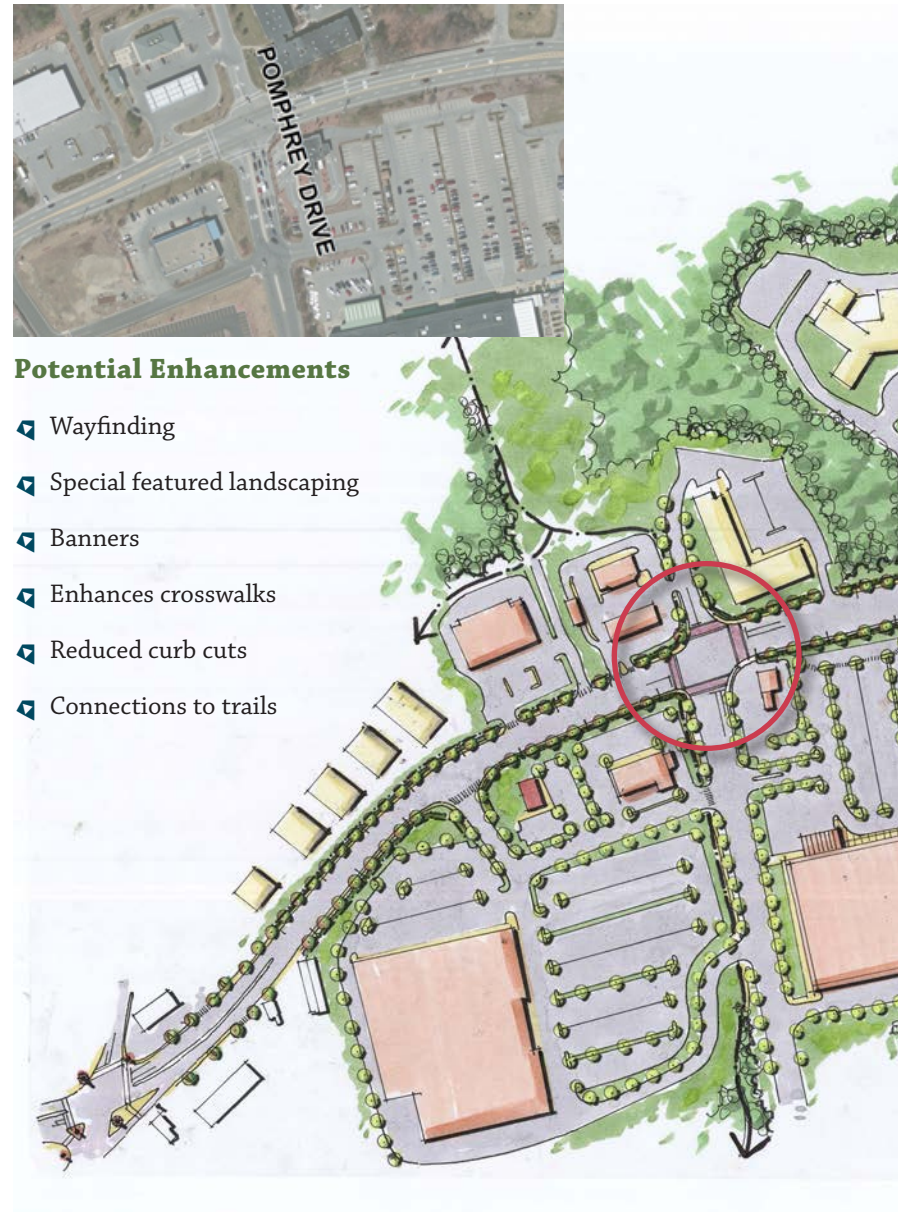 POMPHREY DRIVE
Potential Enhancements
Wayfinding
Special featured landscaping
Banners
Enhances crosswalks
Reduced curb cuts
Connections to trails